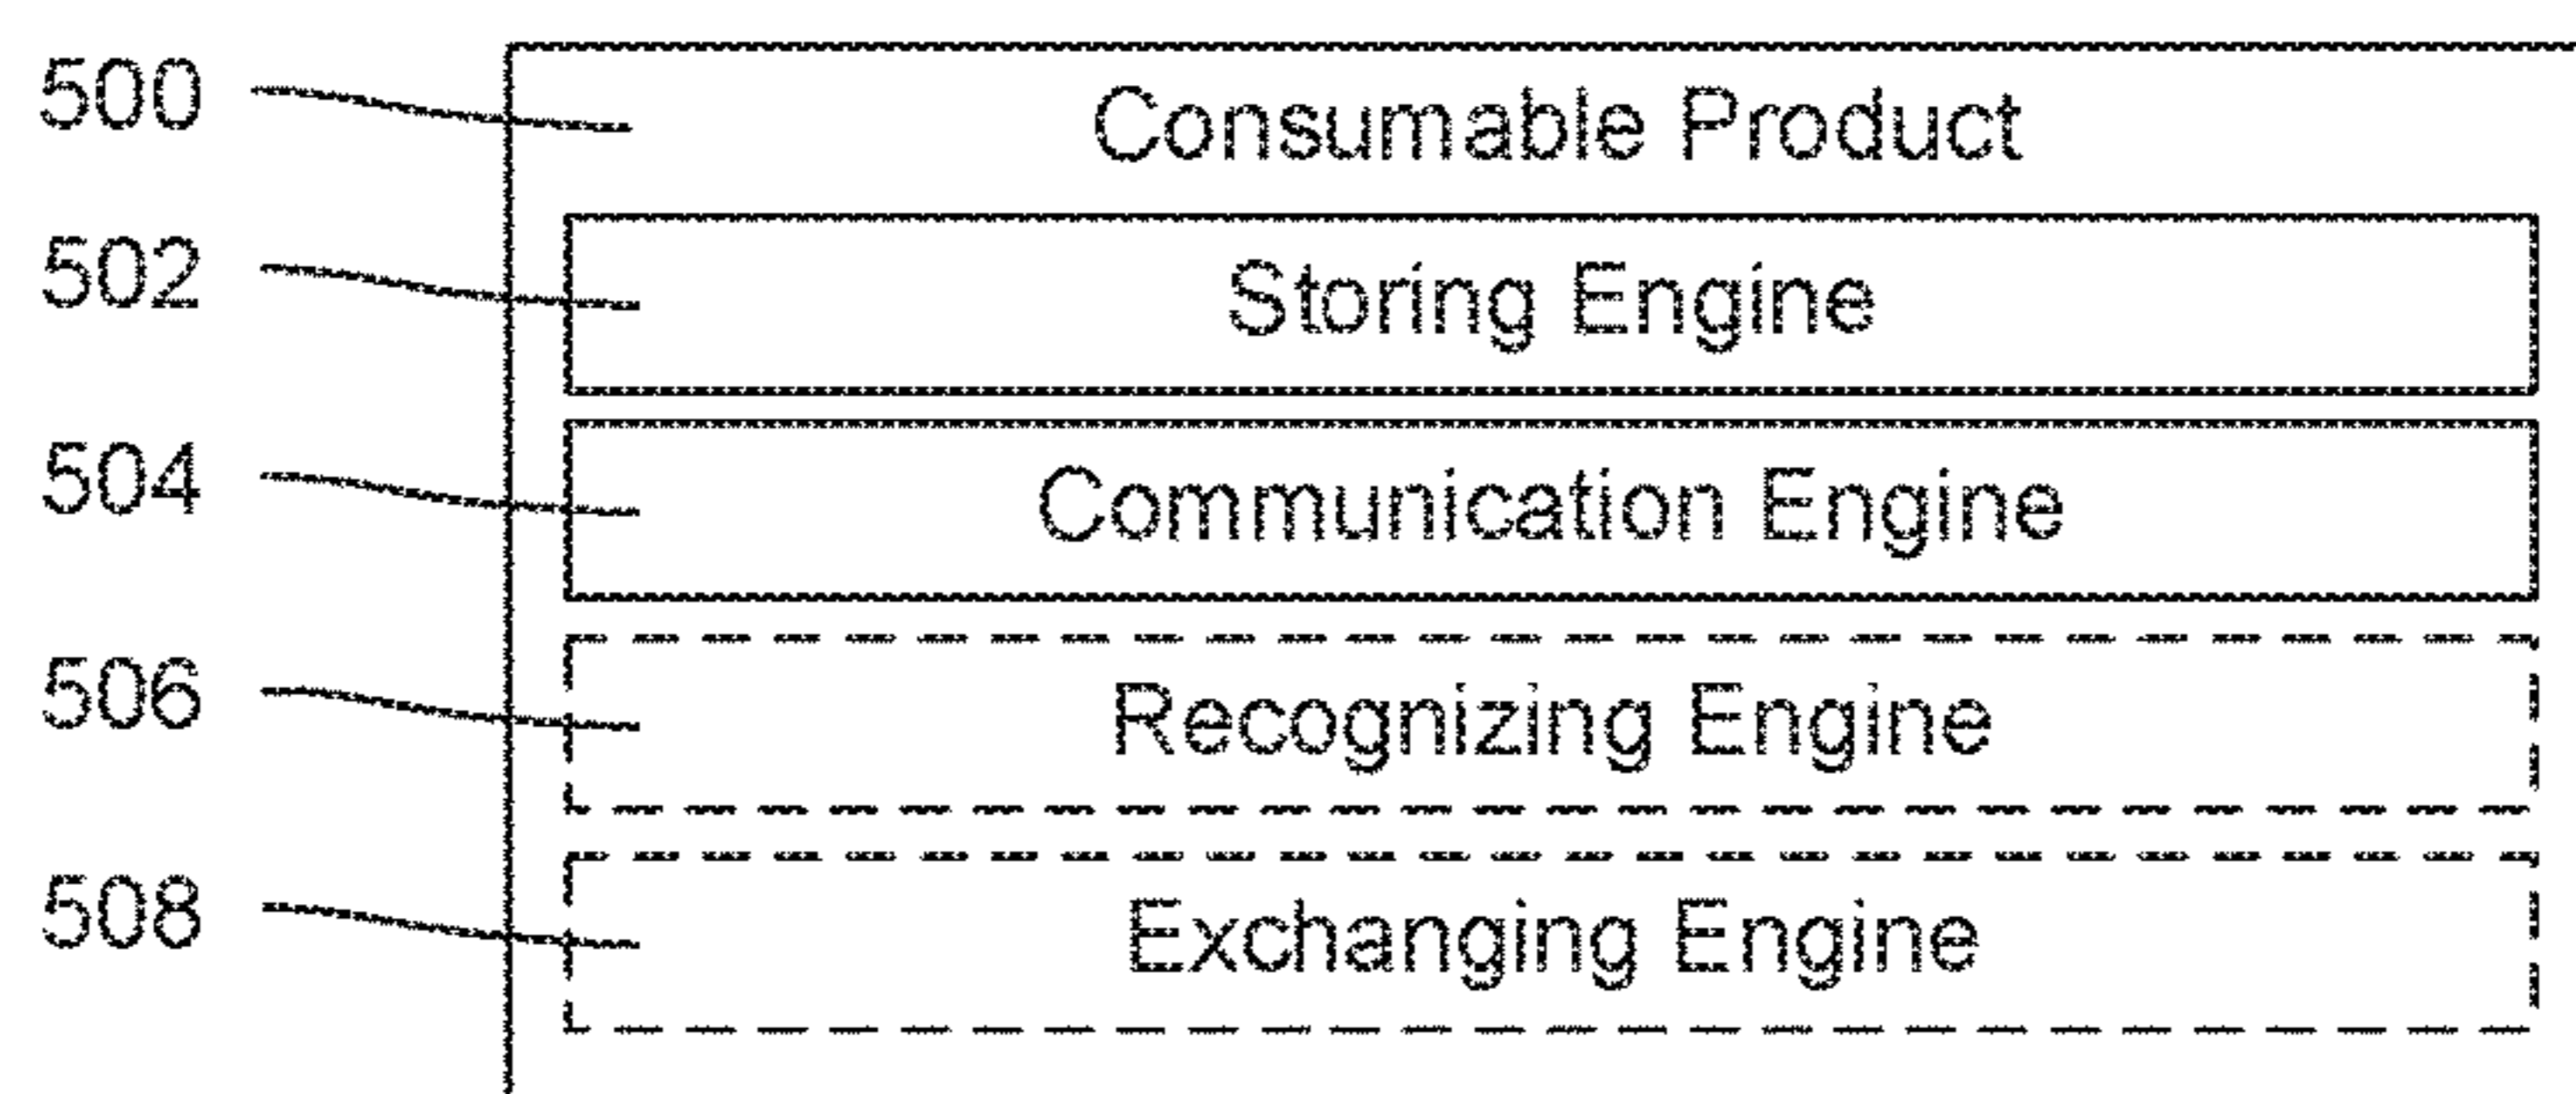 500 Consumable Product
502 Storing Engine
504 Communication Engine
506 Recognizing Engine
508 Exchanging Engine